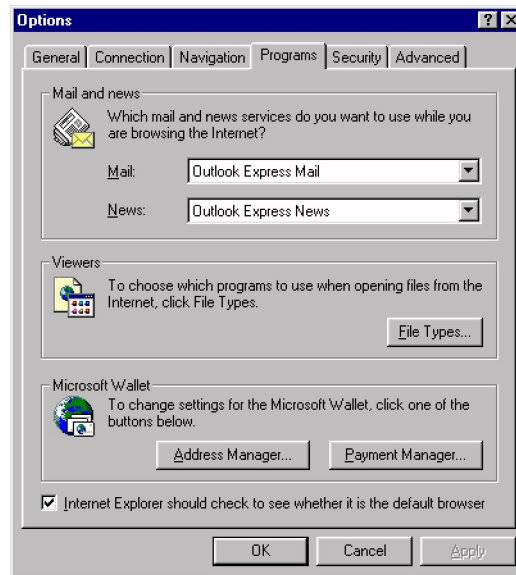 Options
General Connection Navigation Programs Security Advanced
Mail and news
Which mail and news services do you want to use while you
are browsing the Internet?
Mail: Outlook Express Mail
News: Outlook Express News
Viewers
To choose which programs to use when opening files from the
Internet, click File Types.
File Types...
Microsoft Wallet
To change settings for the Microsoft Wallet, click one of the
buttons below.
Address Manager... Payment Manager...
Internet Explorer should check to see whether it is the default browser
OK Cancel Apply